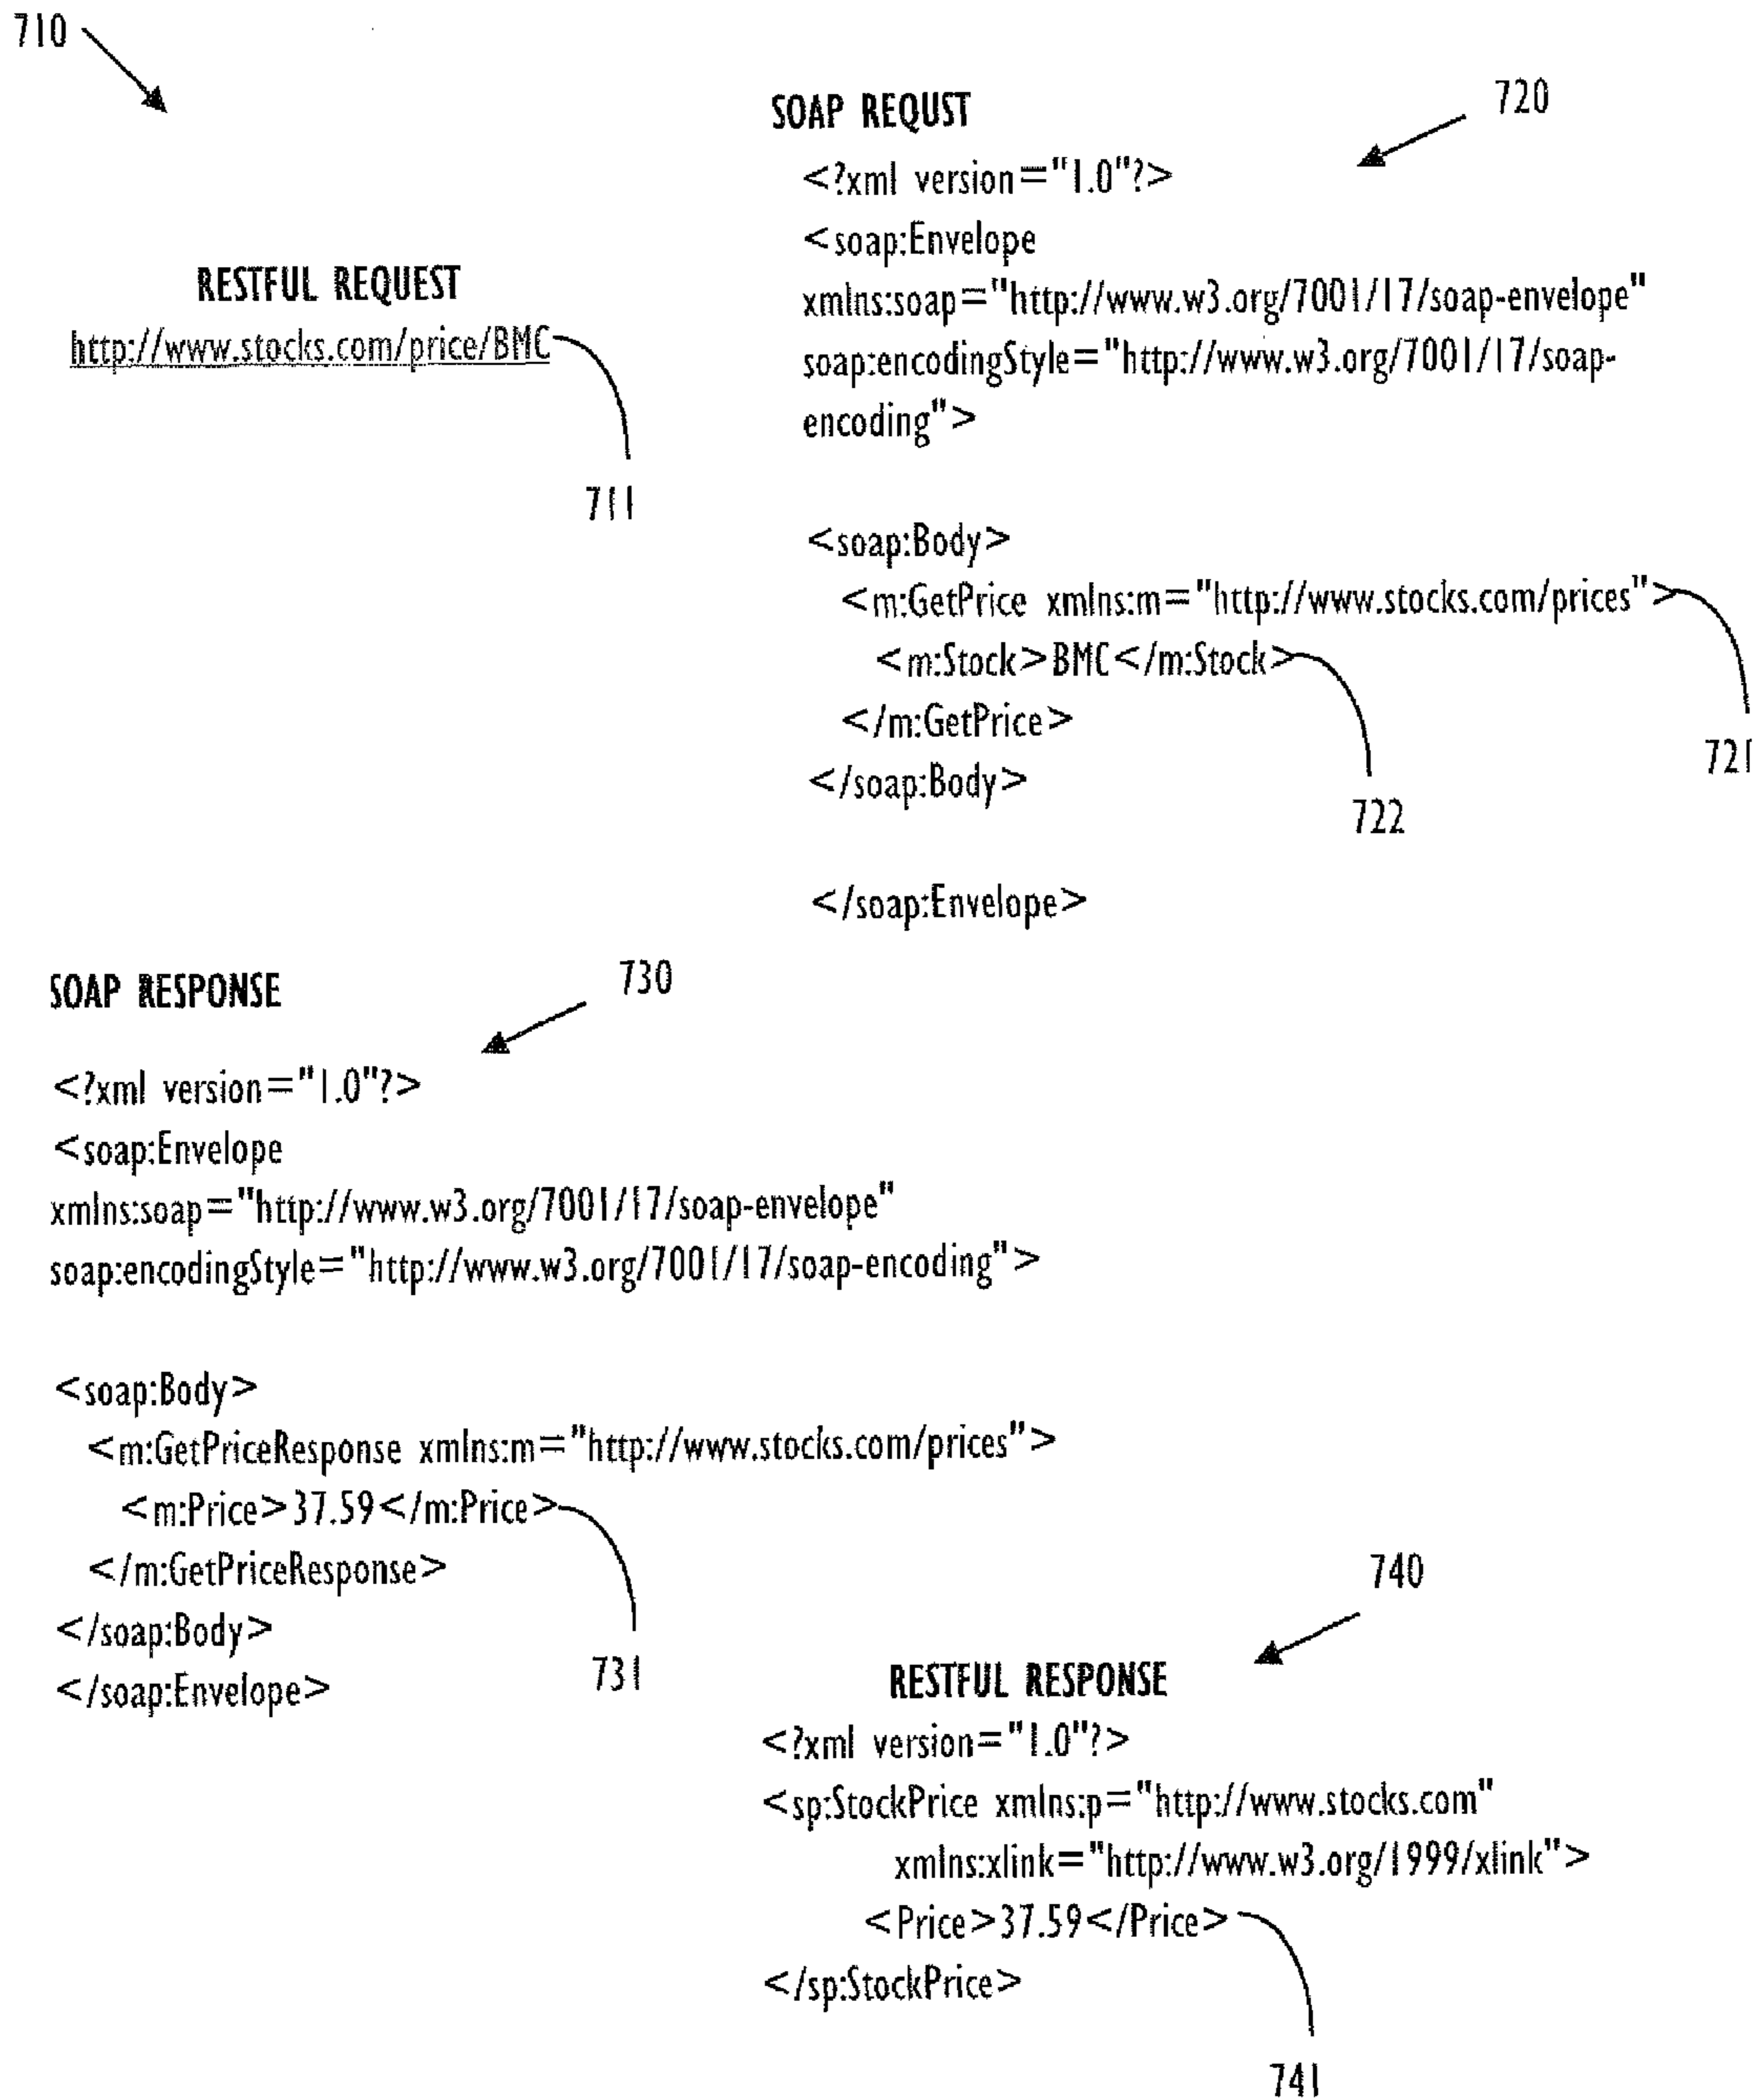 710
SOAP REQUST
720
<?xml version="1.0"?>
<soap:Envelope
xmlns:soap="http://www.w3.org/7001/17/soap-envelope"
soap:encodingStyle="http://www.w3.org/7001/17/soap-
encoding">
<soap:Body>
<m:GetPrice xmlns:m="http://www.stocks.com/prices">
<m:Stock>BMC</m:Stock>
</m:GetPrice>
</soap:Body>
</soap:Envelope>
721
722
RESTFUL REQUEST
http://www.stocks.com/price/BMC
711
SOAP RESPONSE
730
<?xml version="1.0"?>
<soap:Envelope
xmlns:soap="http://www.w3.org/7001/17/soap-envelope"
soap:encodingStyle="http://www.w3.org/7001/17/soap-encoding">
<soap:Body>
<m:GetPriceResponse xmlns:m="http://www.stocks.com/prices">
<m:Price>37.59</m:Price>
</m:GetPriceResponse>
</soap:Body>
</soap:Envelope>
731
740
RESTFUL RESPONSE
<?xml version="1.0"?>
<sp:StockPrice xmlns:p="http://www.stocks.com"
xmlns:xlink="http://www.w3.org/1999/xlink">
<Price>37.59</Price>
</sp:StockPrice>
741